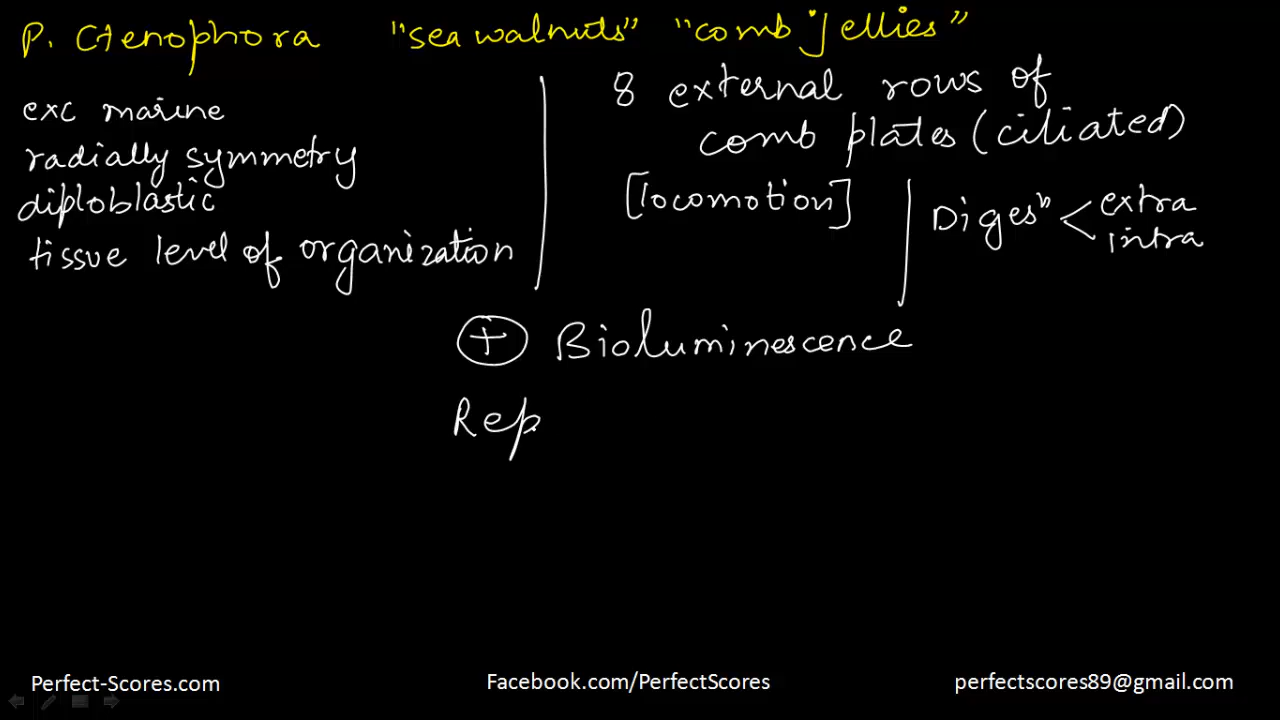 P. Ctenophora "sea walnuts" "comb jellies"
exc marine
radially symmetry
diploblastic
tissue level of organization
8 external rows of
comb plates (ciliated)
[locomotion]
Diges" < extra
intra
+ Bioluminescence
Rep
Perfect-Scores.com
Facebook.com/PerfectScores
perfectscores89@gmail.com